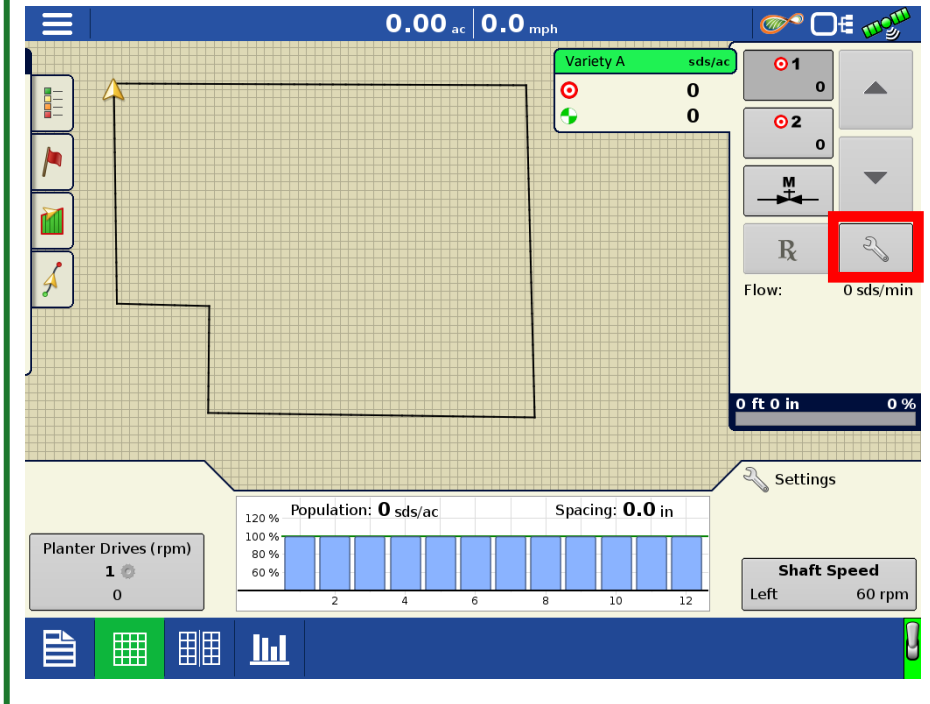 0.00 ac 0.0 mph
Variety A sds/ac
0
0
1
0
2
0
M
Rx
Flow: 0 sds/min
0 ft 0 in 0 %
Settings
Population: 0 sds/ac Spacing: 0.0 in
120 %
100 %
80 %
60 %
2 4 6 8 10 12
Planter Drives (rpm)
1
0
Shaft Speed
Left 60 rpm